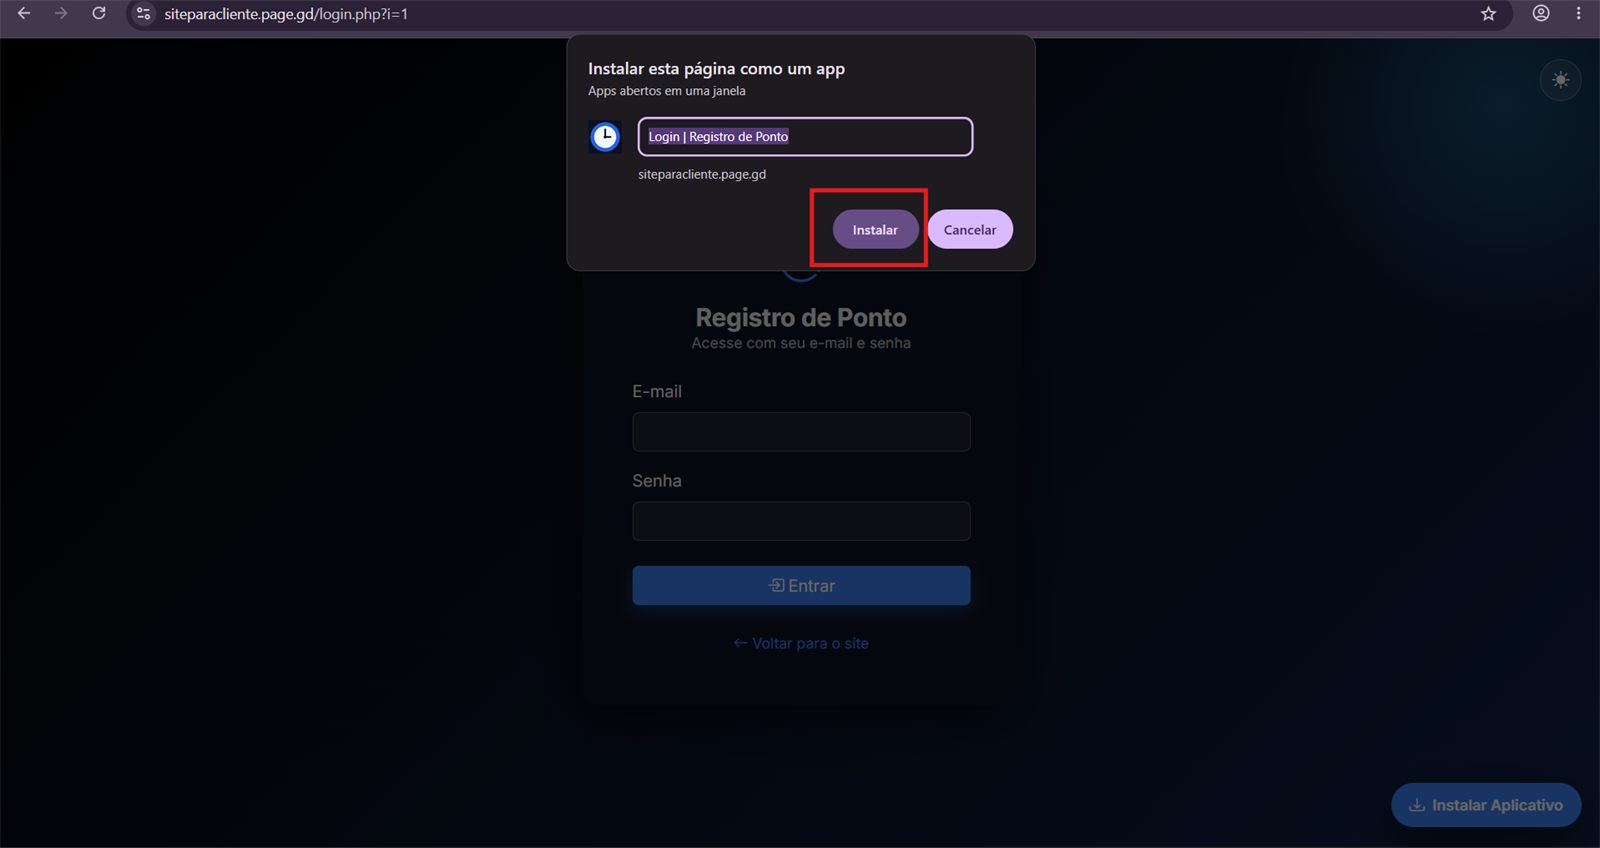 siteparacliente.page.gd/login.php?i=1
Instalar esta página como um app
Apps abertos em uma janela
Login | Registro de Ponto
siteparacliente.page.gd
Instalar
Cancelar
Registro de Ponto
Acesse com seu e-mail e senha
E-mail
Senha
Entrar
← Voltar para o site
Instalar Aplicativo